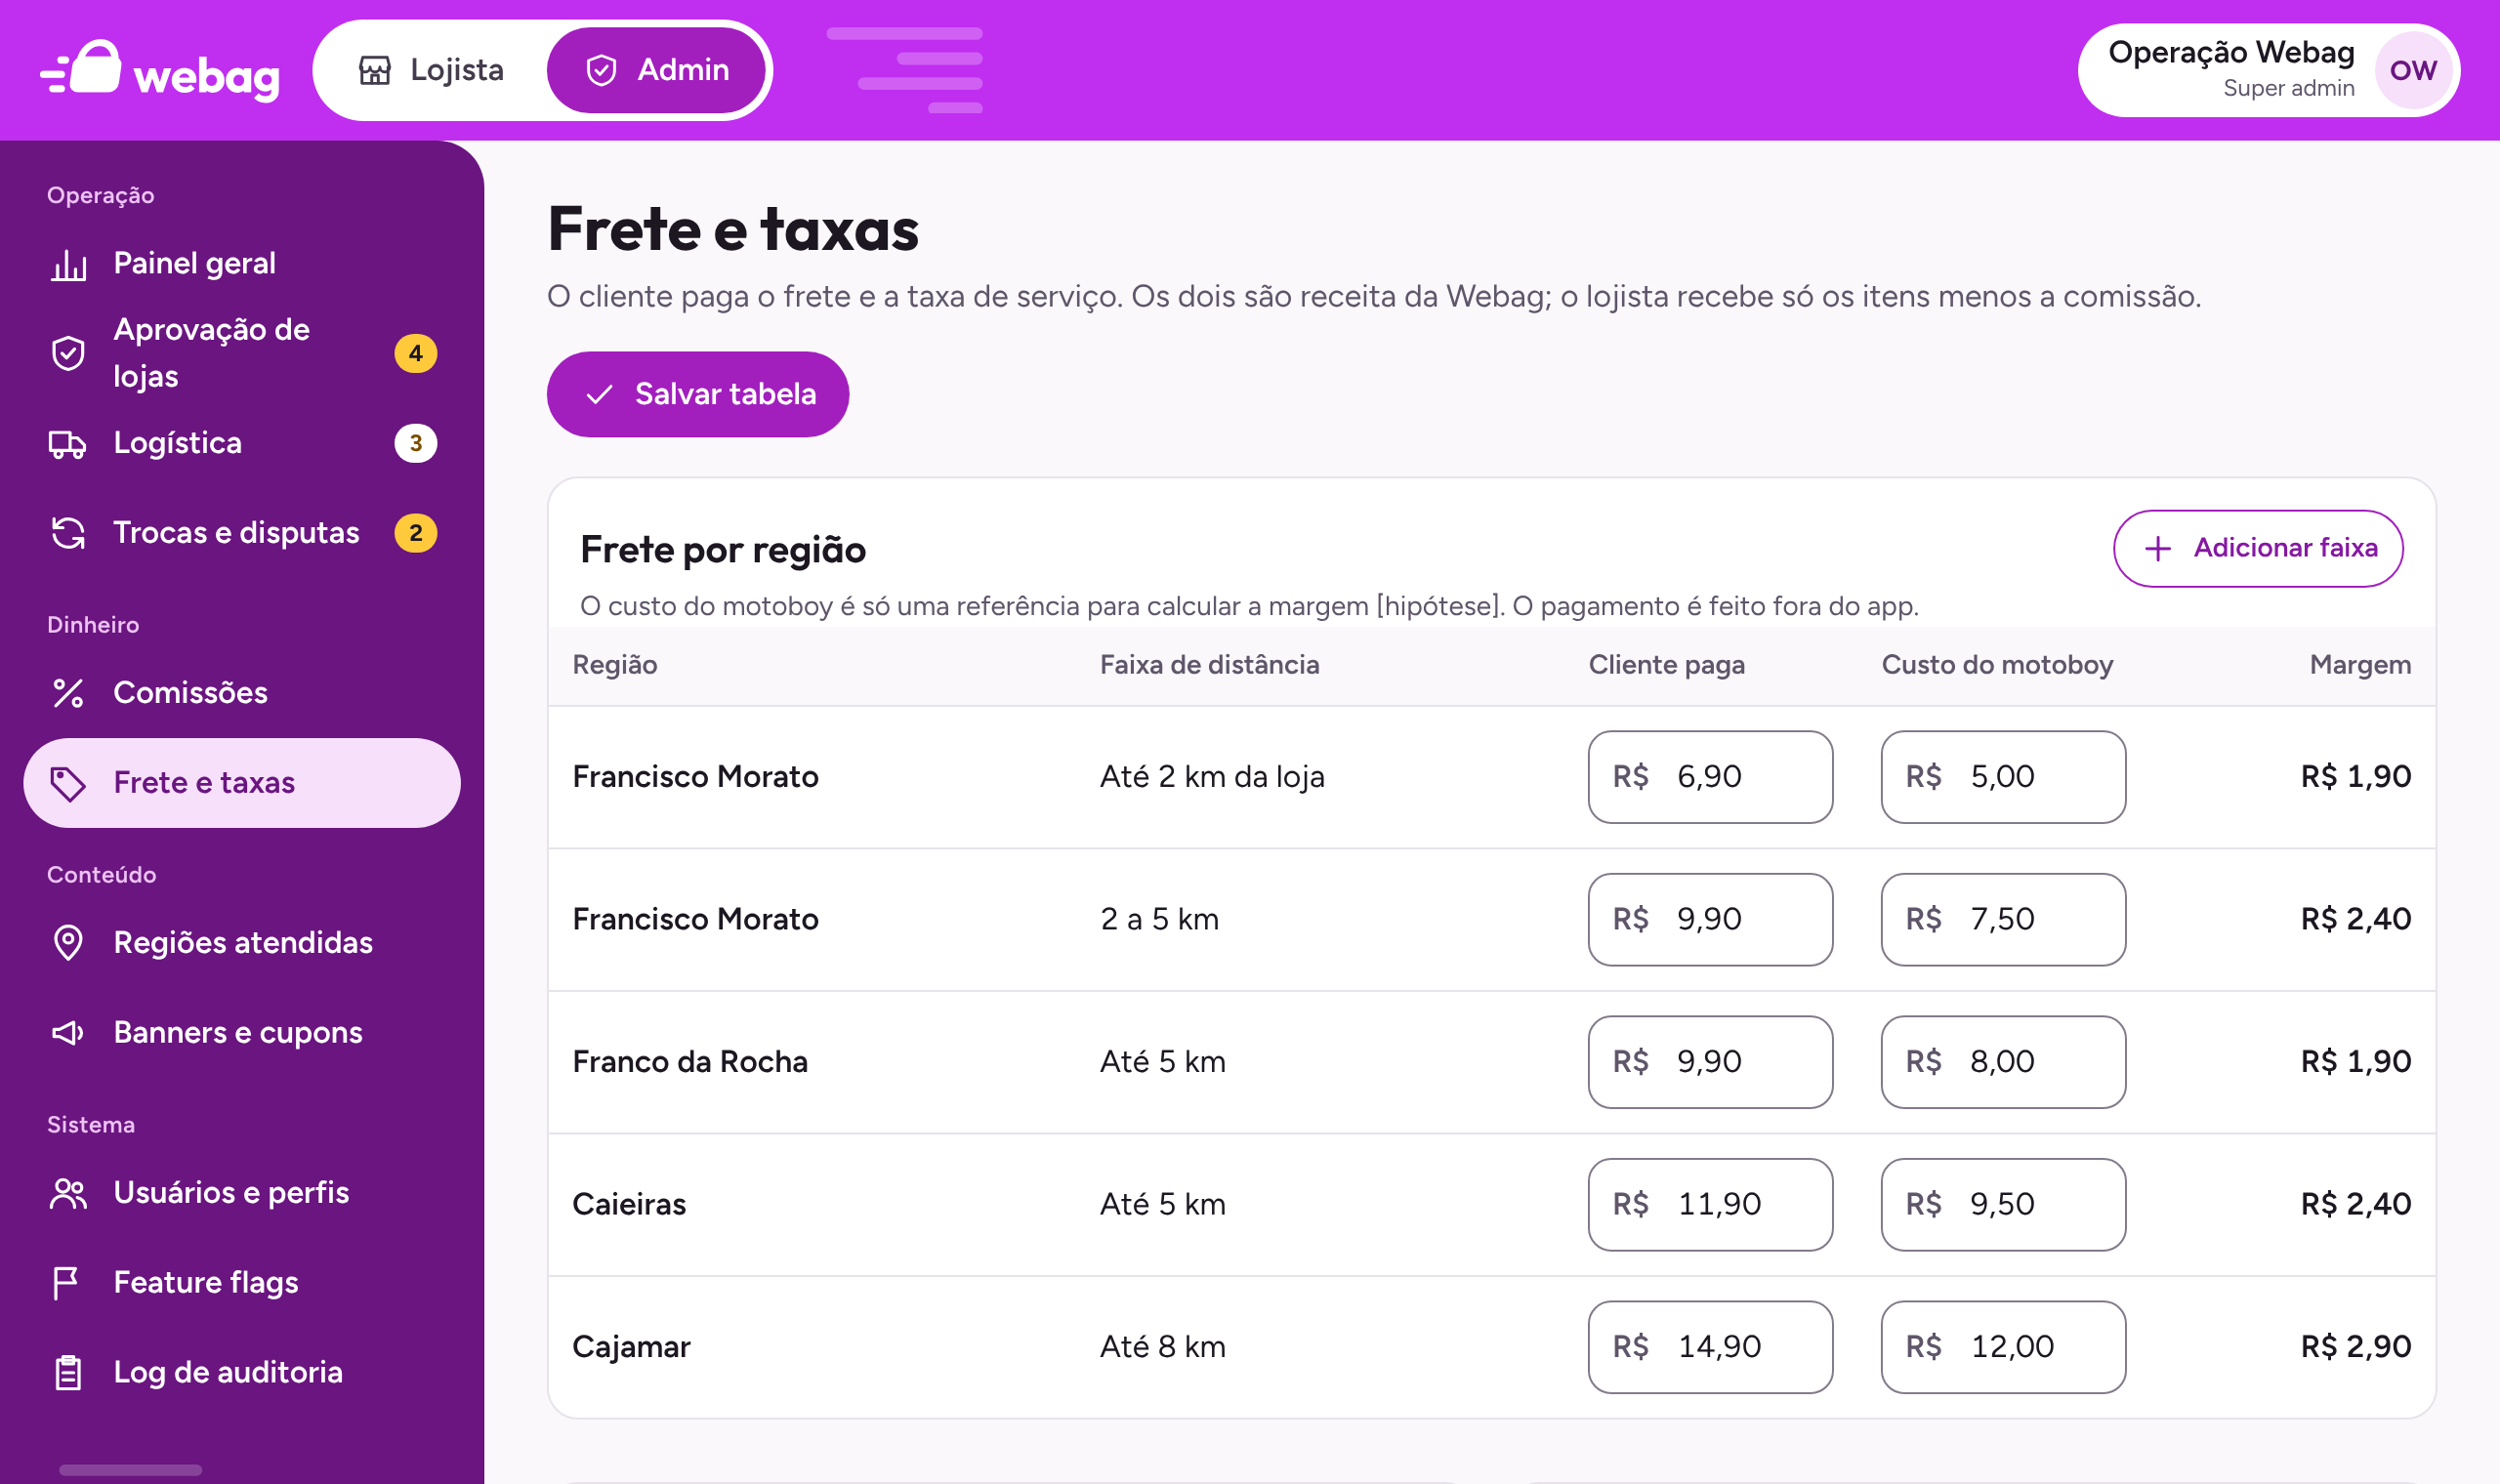 webag
Lojista
Admin
Operação Webag
Super admin
OW
Operação
Painel geral
Aprovação de
lojas
4
Logística
3
Trocas e disputas
2
Dinheiro
Comissões
Frete e taxas
Conteúdo
Regiões atendidas
Banners e cupons
Sistema
Usuários e perfis
Feature flags
Log de auditoria
Frete e taxas
O cliente paga o frete e a taxa de serviço. Os dois são receita da Webag; o lojista recebe só os itens menos a comissão.
Salvar tabela
Frete por região
Adicionar faixa
O custo do motoboy é só uma referência para calcular a margem [hipótese]. O pagamento é feito fora do app.
Região Faixa de distância Cliente paga Custo do motoboy Margem
Francisco Morato Até 2 km da loja R$ 6,90 R$ 5,00 R$ 1,90
Francisco Morato 2 a 5 km R$ 9,90 R$ 7,50 R$ 2,40
Franco da Rocha Até 5 km R$ 9,90 R$ 8,00 R$ 1,90
Caieiras Até 5 km R$ 11,90 R$ 9,50 R$ 2,40
Cajamar Até 8 km R$ 14,90 R$ 12,00 R$ 2,90